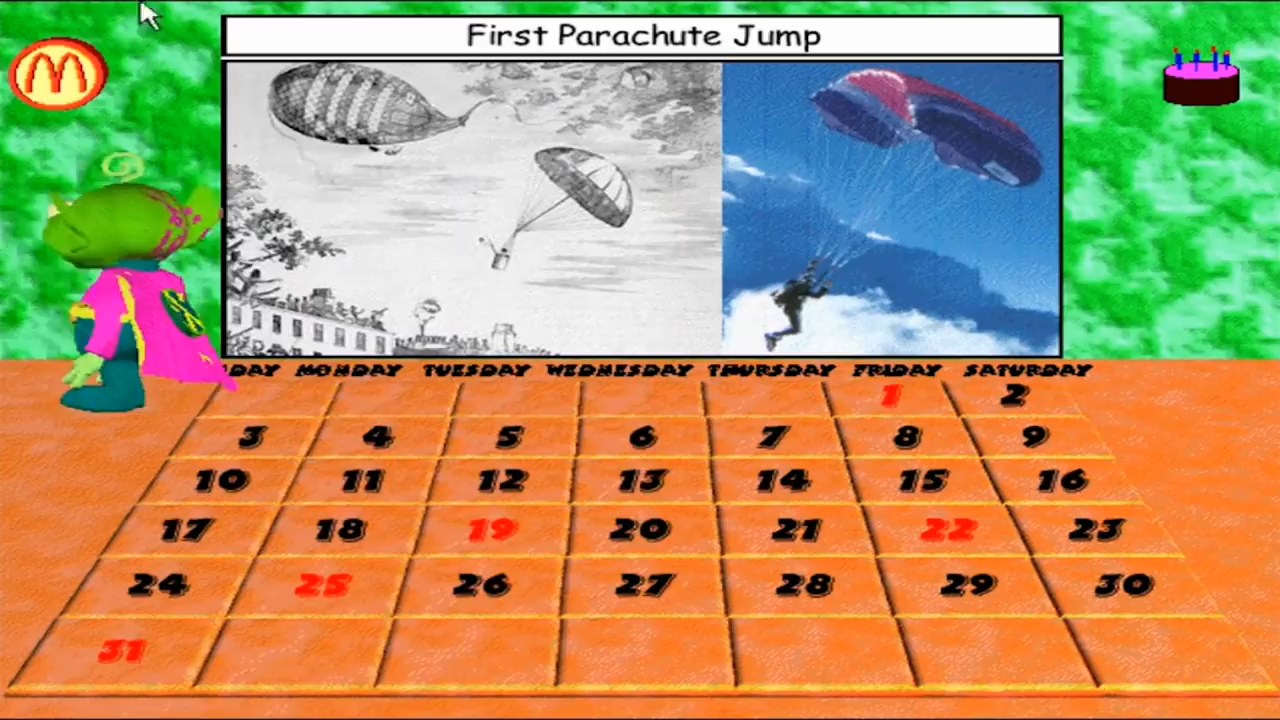 First Parachute Jump
M
DAY MONDAY TUESDAY WEDNESDAY THURSDAY FRIDAY SATURDAY
1 2
3 4 5 6 7 8 9
10 11 12 13 14 15 16
17 18 19 20 21 22 23
24 25 26 27 28 29 30
31